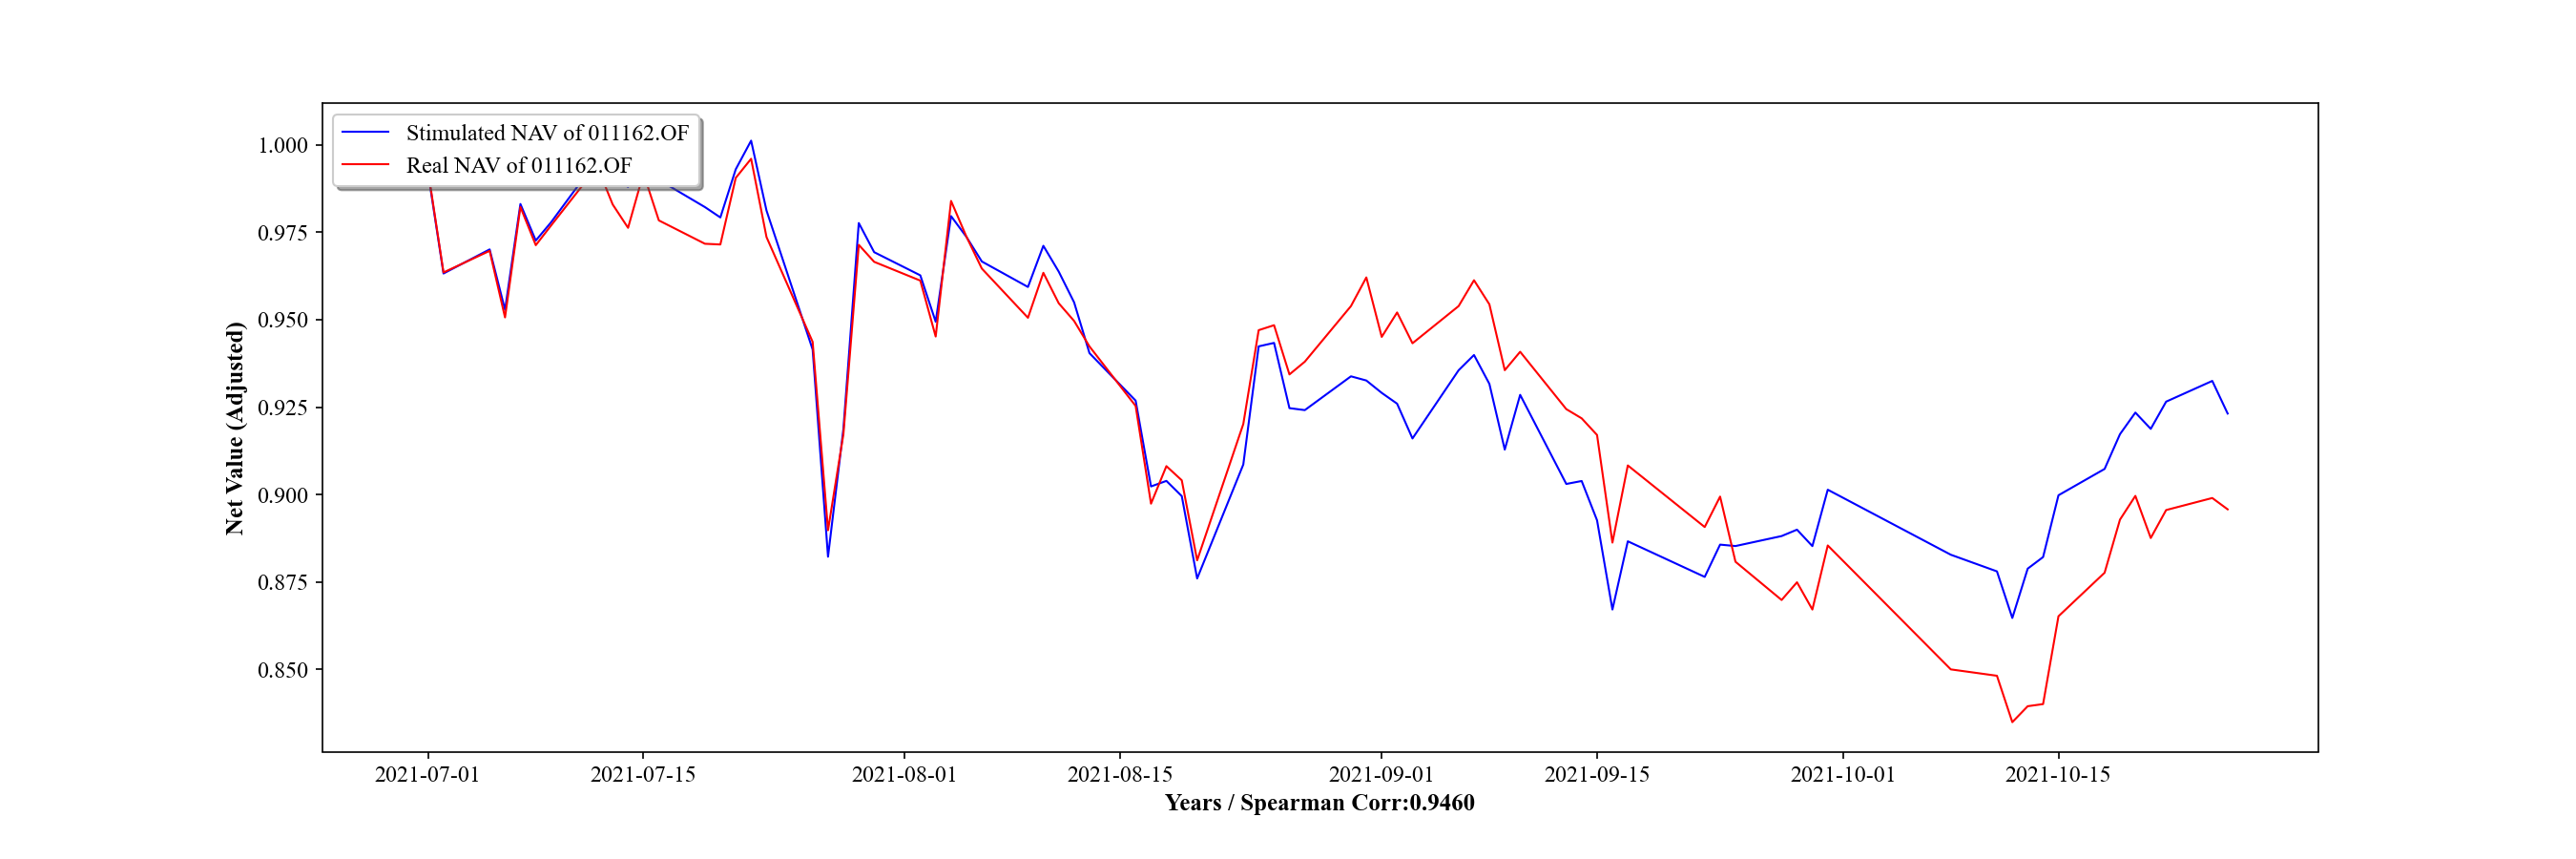 Stimulated NAV of 011162.OF
Real NAV of 011162.OF
1.000
0.975
0.950
0.925
0.900
0.875
0.850
Net Value (Adjusted)
2021-07-01 2021-07-15 2021-08-01 2021-08-15 2021-09-01 2021-09-15 2021-10-01 2021-10-15
Years / Spearman Corr:0.9460